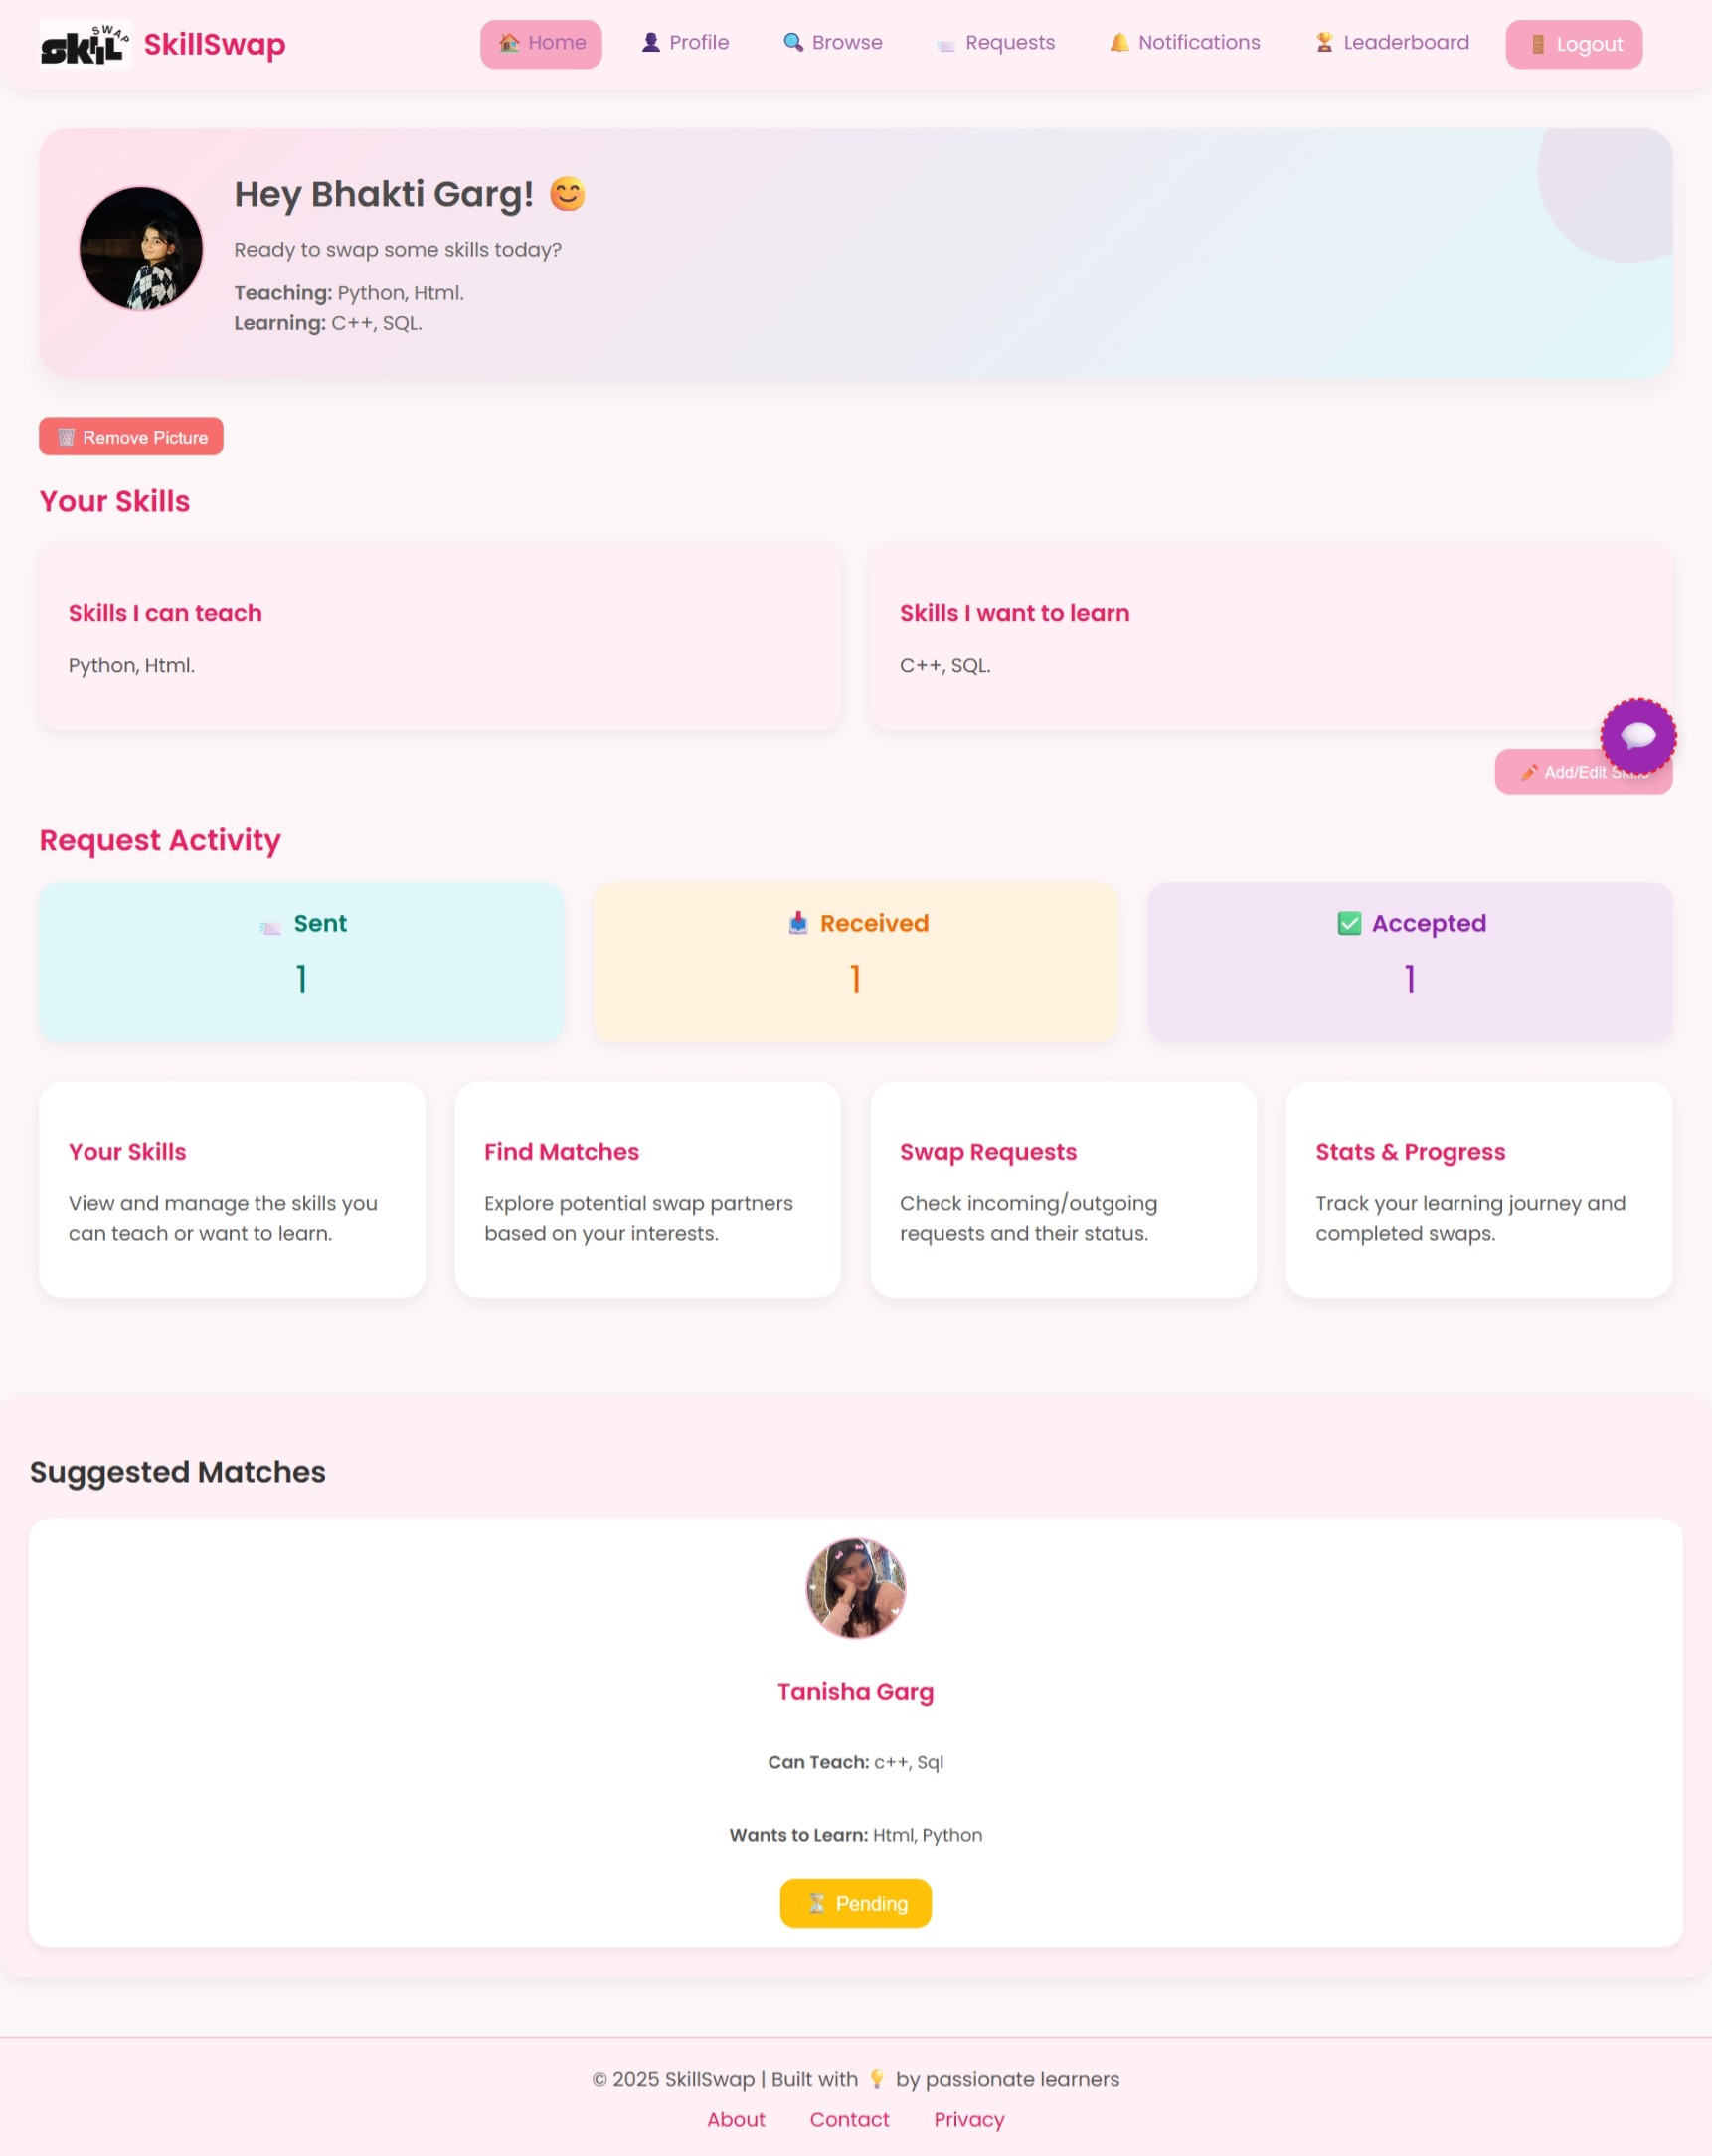 SKILL SWAP
SkillSwap
🏠 Home
👤 Profile
🔍 Browse
📨 Requests
🔔 Notifications
🏆 Leaderboard
🚪 Logout
Hey Bhakti Garg! 😊
Ready to swap some skills today?
Teaching: Python, Html.
Learning: C++, SQL.
🗑️ Remove Picture
Your Skills
Skills I can teach
Python, Html.
Skills I want to learn
C++, SQL.
✏️ Add/Edit Skills
Request Activity
📨 Sent
1
📥 Received
1
✅ Accepted
1
Your Skills
View and manage the skills you
can teach or want to learn.
Find Matches
Explore potential swap partners
based on your interests.
Swap Requests
Check incoming/outgoing
requests and their status.
Stats & Progress
Track your learning journey and
completed swaps.
Suggested Matches
Tanisha Garg
Can Teach: c++, Sql
Wants to Learn: Html, Python
⏳ Pending
© 2025 SkillSwap | Built with 💡 by passionate learners
About
Contact
Privacy